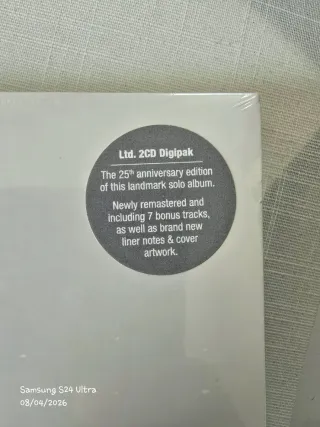 Ltd. 2CD Digipak
The 25th anniversary edition
of this landmark solo album.
Newly remastered and
including 7 bonus tracks,
as well as brand new
liner notes & cover
artwork.
Samsung S24 Ultra
08/04/2026